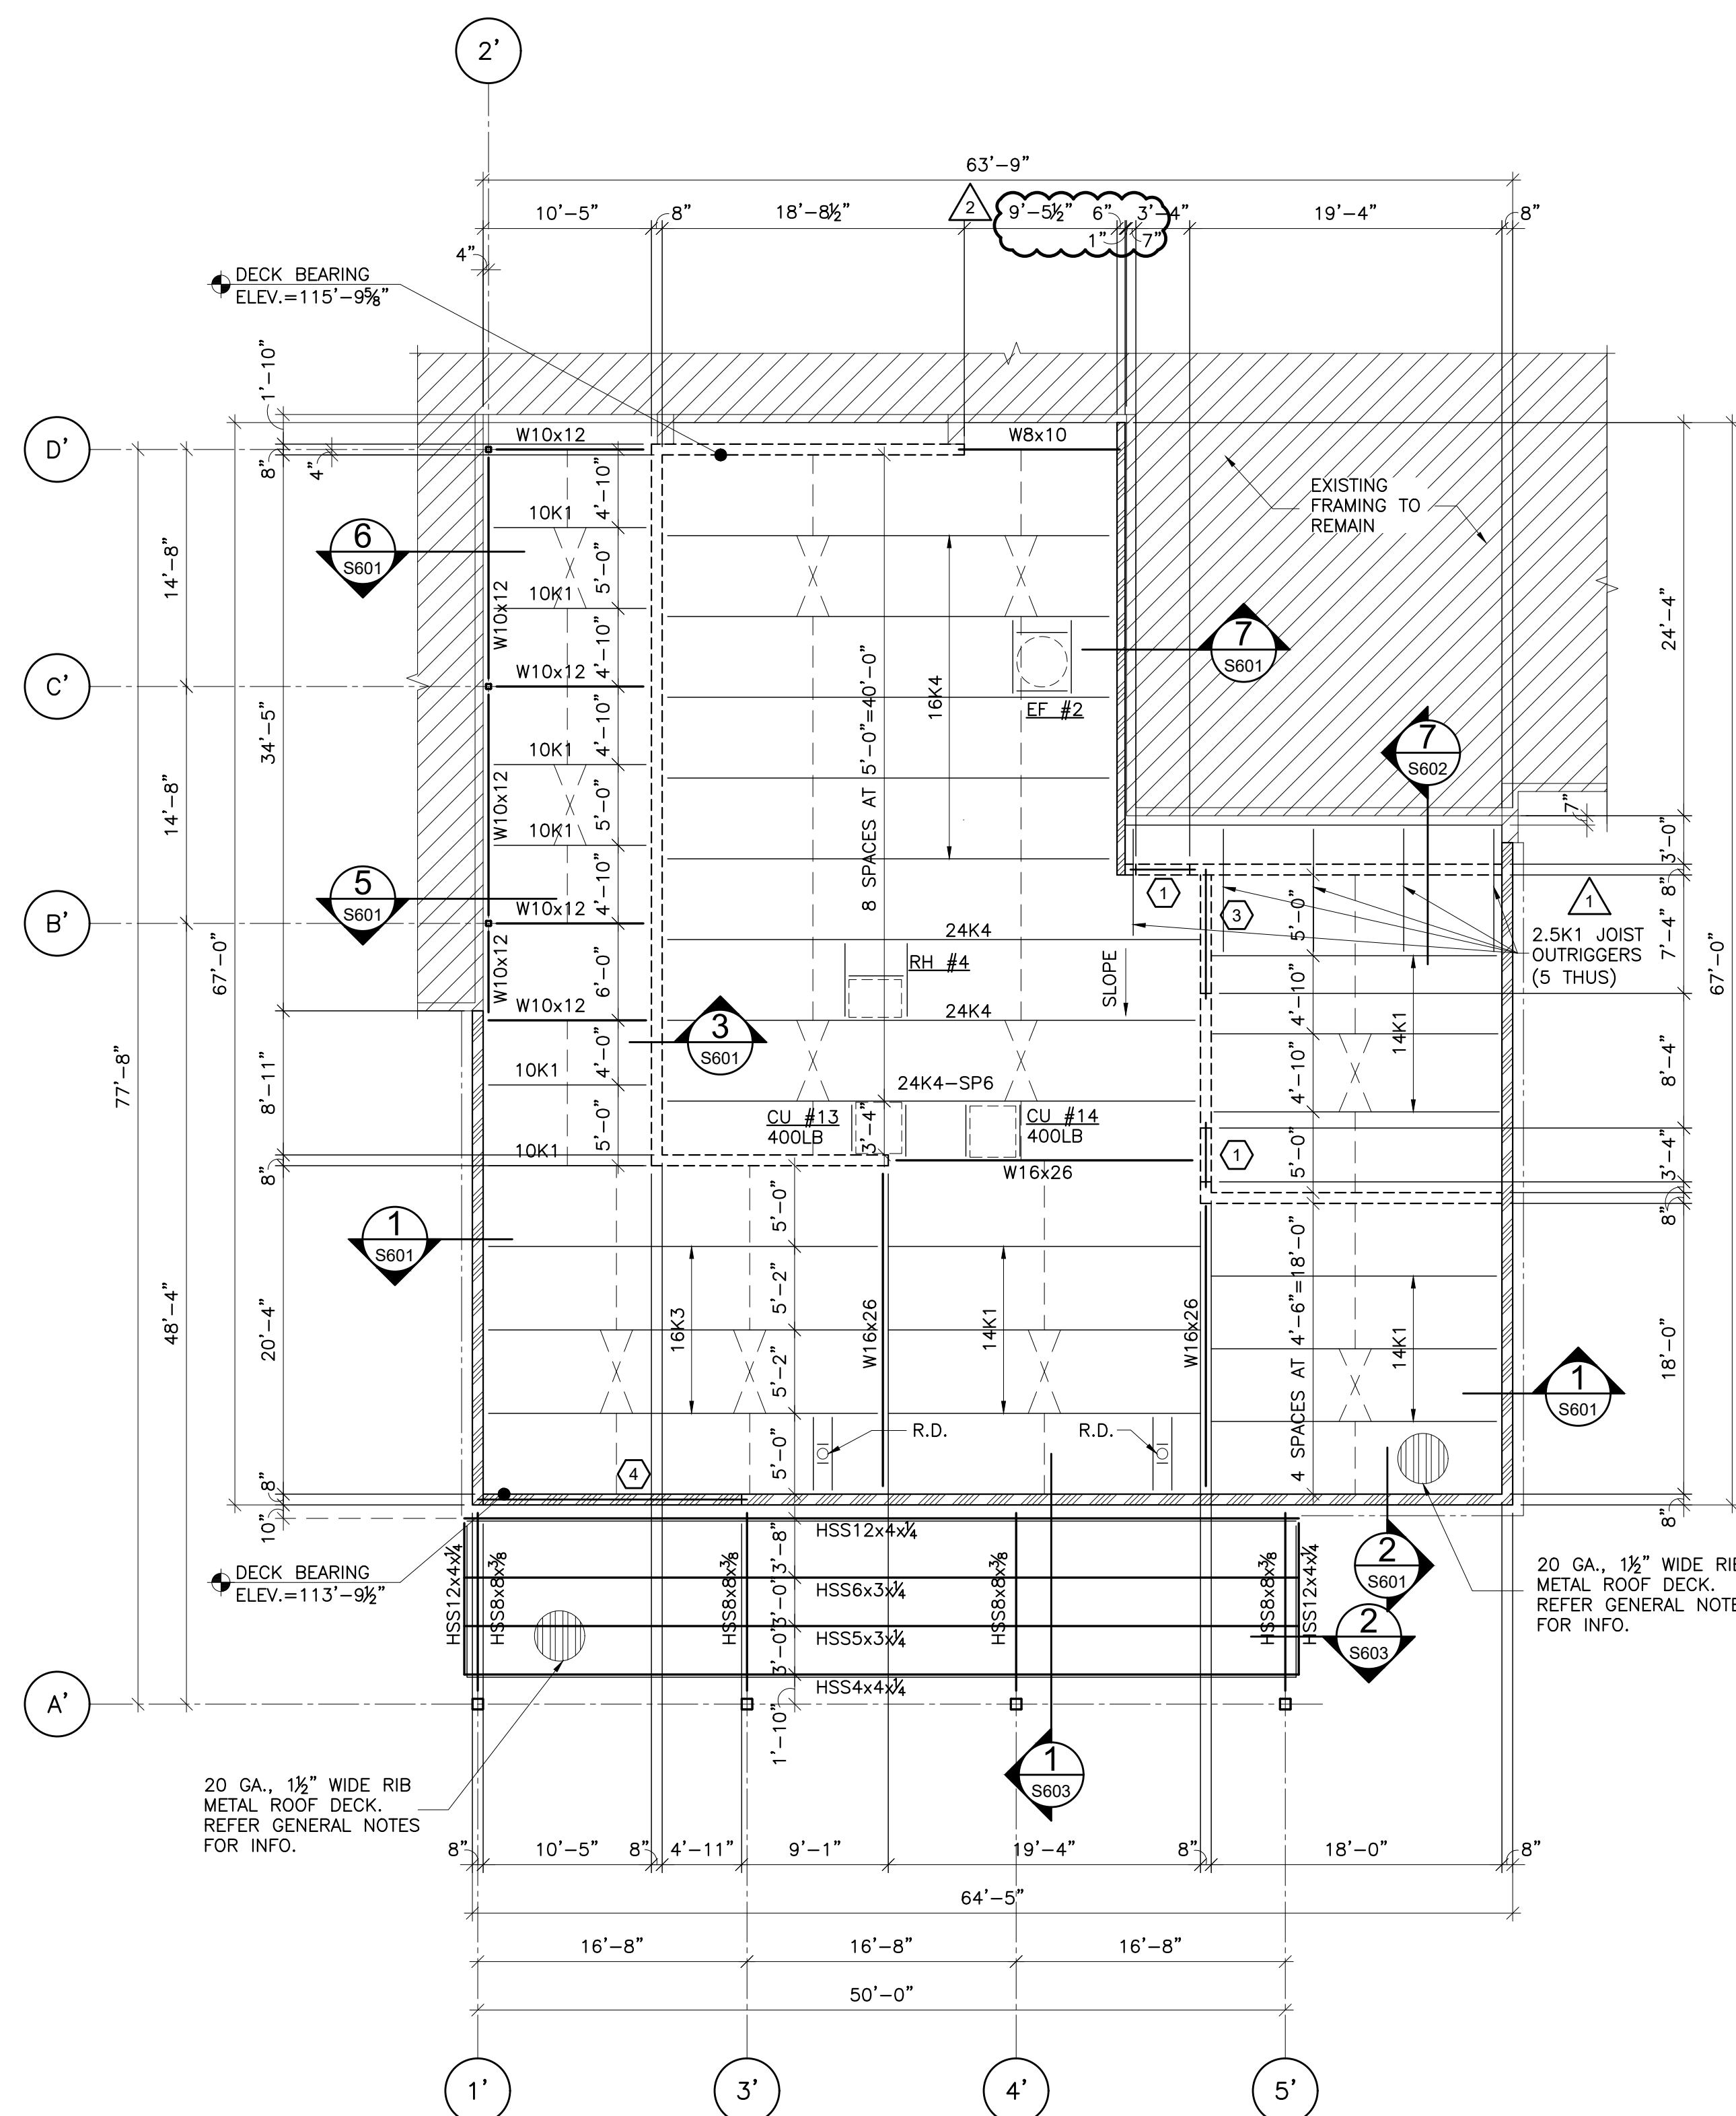 2'
63'-9"
10'-5"
8"
18'-8½"
2
9'-5½"
6"
3'-4"
19'-4"
8"
1"
7"
4"
DECK BEARING
ELEV.=115'-9⅝"
1'-10"
D'
8"
4"
W10x12
W8x10
4'-10"
EXISTING
FRAMING TO
REMAIN
10K1
6
S601
14'-8"
5'-0"
10K1
W10x12
7
S601
24'-4"
4'-10"
C'
W10x12
16K4
EF #2
34'-5"
8 SPACES AT 5'-0"=40'-0"
7
S602
4'-10"
10K1
14'-8"
W10x12
5'-0"
7"
10K1
3'-0"
5
S601
4'-10"
1
8"
1
B'
W10x12
3
5'-0"
2.5K1 JOIST
OUTRIGGERS
(5 THUS)
7'-4"
67'-0"
67'-0"
24K4
RH #4
W10x12
6'-0"
SLOPE
4'-10"
W10x12
24K4
3
S601
14K1
77'-8"
8'-11"
4'-0"
10K1
8'-4"
4'-10"
24K4-SP6
CU #13
400LB
CU #14
400LB
3'-4"
5'-0"
10K1
8"
W16x26
1
5'-0"
3'-4"
8"
1
S601
5'-0"
48'-4"
20'-4"
5'-2"
16K3
W16x26
14K1
W16x26
4 SPACES AT 4'-6"=18'-0"
14K1
18'-0"
5'-2"
1
S601
R.D.
R.D.
5'-0"
4
8"
10"
8"
HSS12x4x¼
3'-8"
DECK BEARING
ELEV.=113'-9½"
HSS12x4x¼
HSS8x8x⅜
HSS8x8x⅜
HSS8x8x⅜
HSS8x8x⅜
HSS12x4x¼
HSS6x3x¼
3'-0"
HSS5x3x¼
3'-0"
HSS4x4x¼
2
S601
2
S603
20 GA., 1½" WIDE RIB
METAL ROOF DECK.
REFER GENERAL NOTE
FOR INFO.
A'
1'-10"
1
S603
20 GA., 1½" WIDE RIB
METAL ROOF DECK.
REFER GENERAL NOTES
FOR INFO.
8"
10'-5"
8"
4'-11"
9'-1"
19'-4"
8"
18'-0"
8"
64'-5"
16'-8"
16'-8"
16'-8"
50'-0"
1'
3'
4'
5'